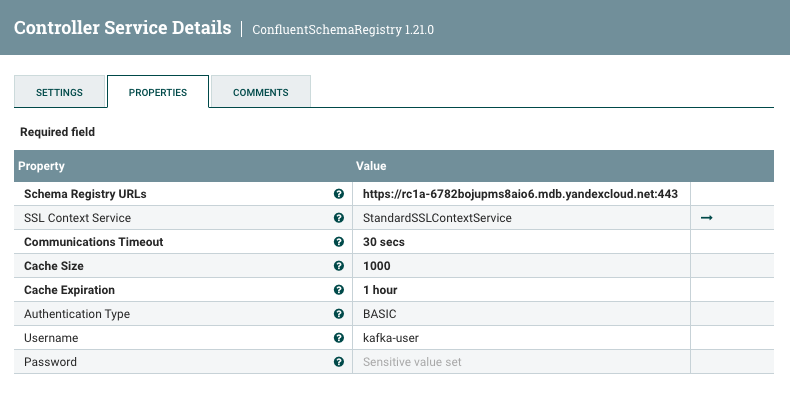 Controller Service Details | ConfluentSchemaRegistry 1.21.0
SETTINGS PROPERTIES COMMENTS
Required field
Property Value
Schema Registry URLs https://rc1a-6782bojupms8aio6.mdb.yandexcloud.net:443
SSL Context Service StandardSSLContextService
Communications Timeout 30 secs
Cache Size 1000
Cache Expiration 1 hour
Authentication Type BASIC
Username kafka-user
Password Sensitive value set